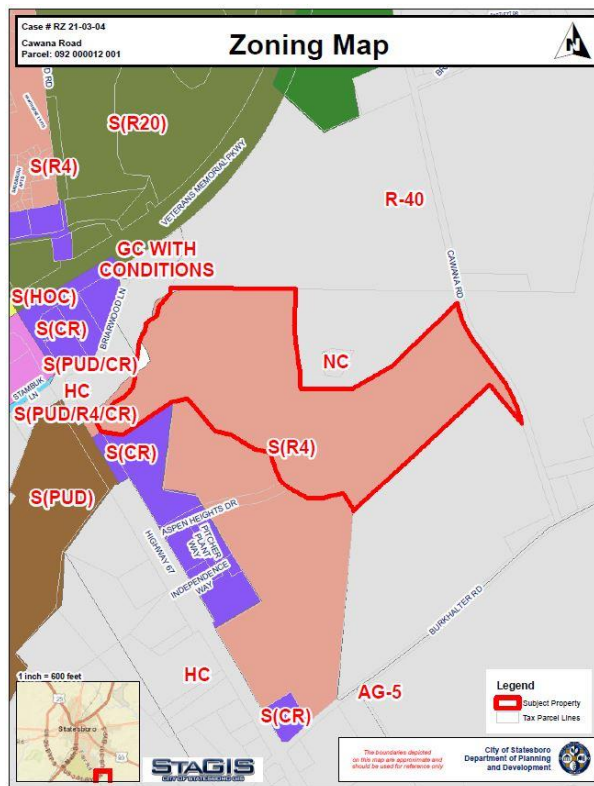 Case # RZ 21-03-04
Cawana Road
Parcel: 092 000012 001
Zoning Map
N
S(R20)
S(R4)
VETERANS MEMORIAL PKWY
R-40
CAWANA RD
GC WITH
CONDITIONS
S(HOC)
S(CR)
BRIARWOOD LN
S(PUD/CR)
NC
STAMBUK
LN
HC
S(PUD/R4/CR)
S(CR)
S(R4)
S(PUD)
ASPEN HEIGHTS DR
PITCHER
PLANT
WAY
HIGHWAY 67
INDEPENDENCE
WAY
BURKHALTER RD
HC
AG-5
S(CR)
1 inch = 600 feet
Statesboro
Legend
Subject Property
Tax Parcel Lines
STAGIS
CITY OF STATESBORO GIS
The boundaries depicted
on this map are approximate and
should be used for reference only
City of Statesboro
Department of Planning
and Development